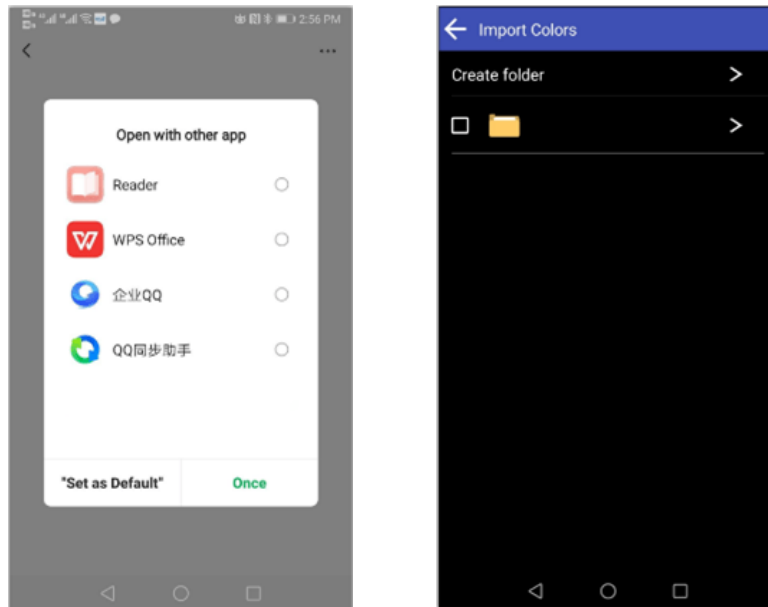 2:56 PM
Open with other app
Reader
WPS Office
企业QQ
QQ同步助手
"Set as Default"
Once
Import Colors
Create folder